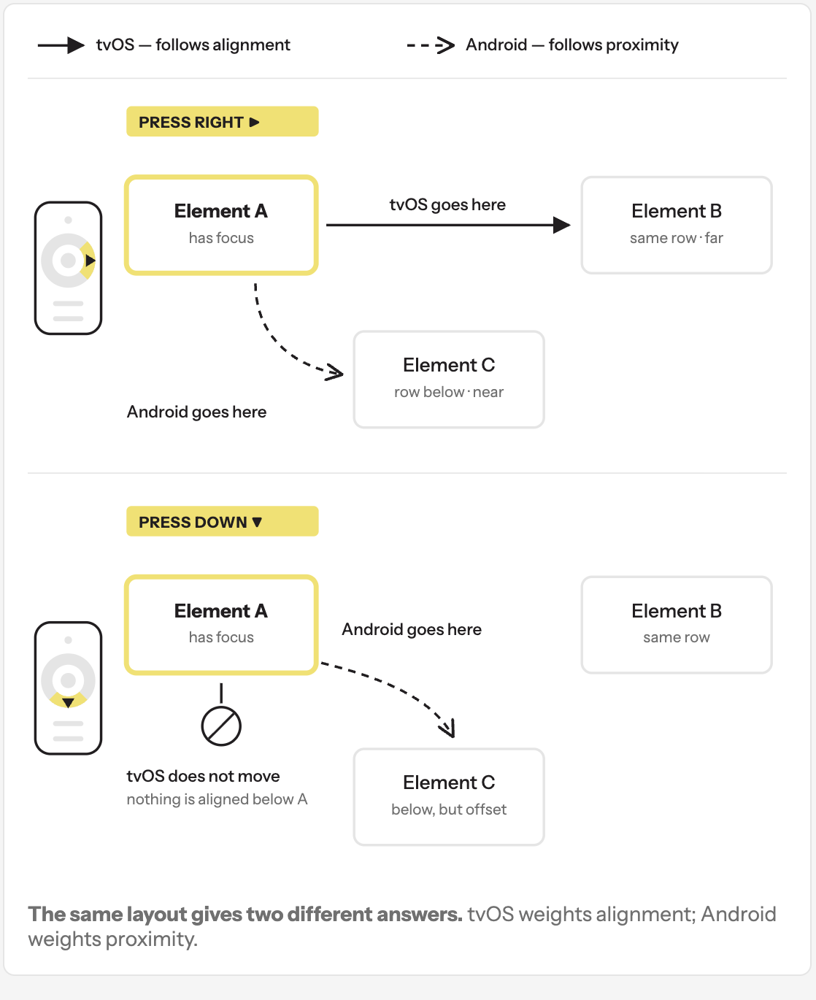 tvOS — follows alignment
Android — follows proximity
PRESS RIGHT ▶
Element A
has focus
tvOS goes here
Element B
same row · far
Element C
row below · near
Android goes here
PRESS DOWN ▼
Element A
has focus
Android goes here
Element B
same row
tvOS does not move
nothing is aligned below A
Element C
below, but offset
The same layout gives two different answers. tvOS weights alignment; Android
weights proximity.